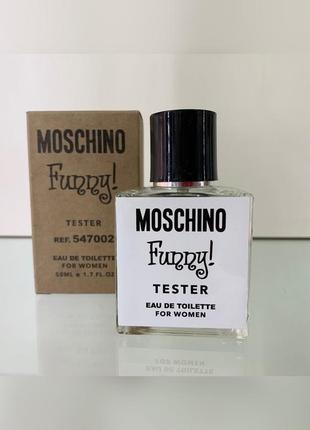 MOSCHINO
Funny!
TESTER
REF. 547002
EAU DE TOILETTE
FOR WOMEN
50ML e 1.7 FL.OZ
MOSCHINO
Funny!
TESTER
EAU DE TOILETTE
FOR WOMEN